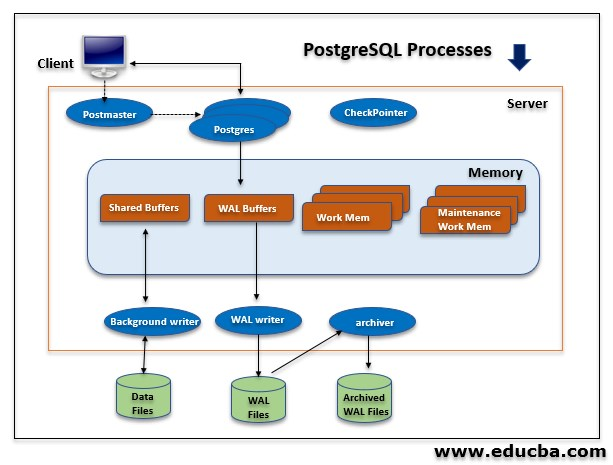 PostgreSQL Processes
Client
Server
Postmaster
Postgres
CheckPointer
Memory
Shared Buffers
WAL Buffers
Work Mem
Maintenance
Work Mem
Background writer
WAL writer
archiver
Data
Files
WAL
Files
Archived
WAL Files
www.educba.com